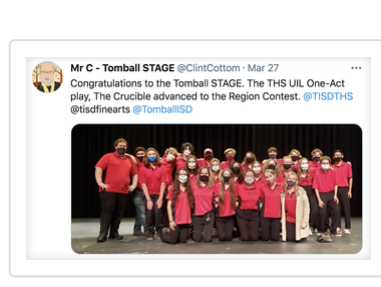 Mr C - Tomball STAGE @ClintCottom · Mar 27
Congratulations to the Tomball STAGE. The THS UIL One-Act
play, The Crucible advanced to the Region Contest. @TISDTHS
@tisdfinearts @TomballISD